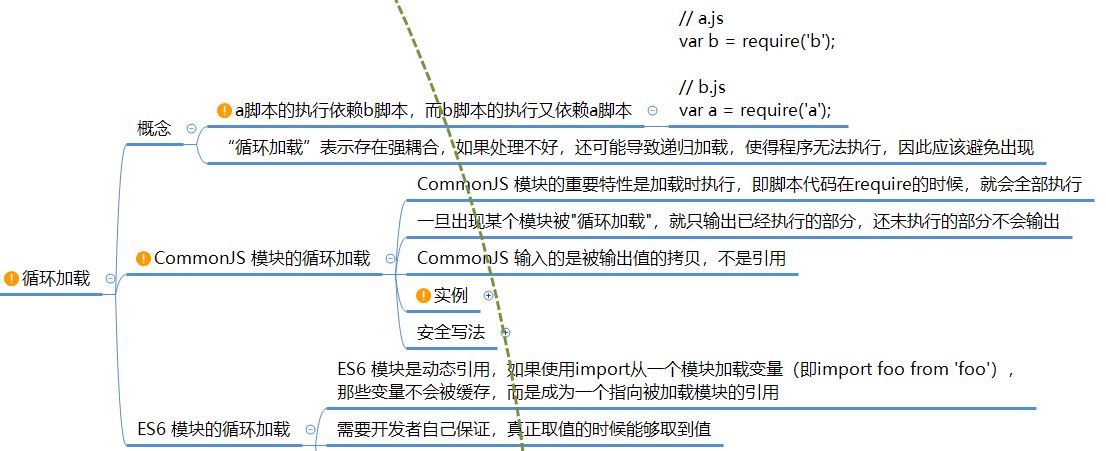 // a.js
var b = require('b');
// b.js
var a = require('a');
a脚本的执行依赖b脚本，而b脚本的执行又依赖a脚本
概念
“循环加载”表示存在强耦合，如果处理不好，还可能导致递归加载，使得程序无法执行，因此应该避免出现
CommonJS 模块的重要特性是加载时执行，即脚本代码在require的时候，就会全部执行
一旦出现某个模块被"循环加载"，就只输出已经执行的部分，还未执行的部分不会输出
CommonJS 模块的循环加载
CommonJS 输入的是被输出值的拷贝，不是引用
循环加载
实例
安全写法
ES6 模块是动态引用，如果使用import从一个模块加载变量（即import foo from 'foo'），
那些变量不会被缓存，而是成为一个指向被加载模块的引用
ES6 模块的循环加载
需要开发者自己保证，真正取值的时候能够取到值